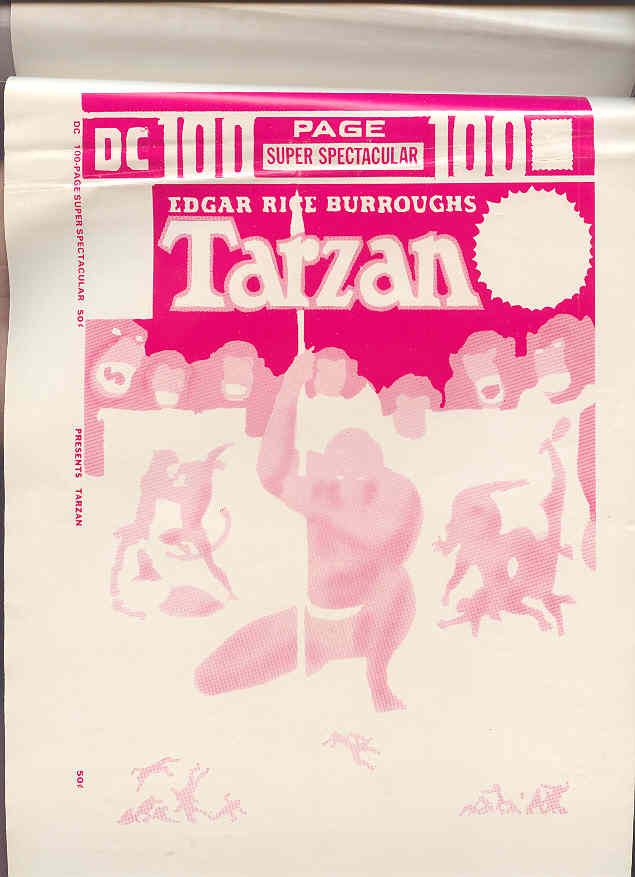 DC 100 PAGE SUPER SPECTACULAR 100
EDGAR RICE BURROUGHS
Tarzan
DC 100-PAGE SUPER SPECTACULAR 50¢
PRESENTS TARZAN
50¢